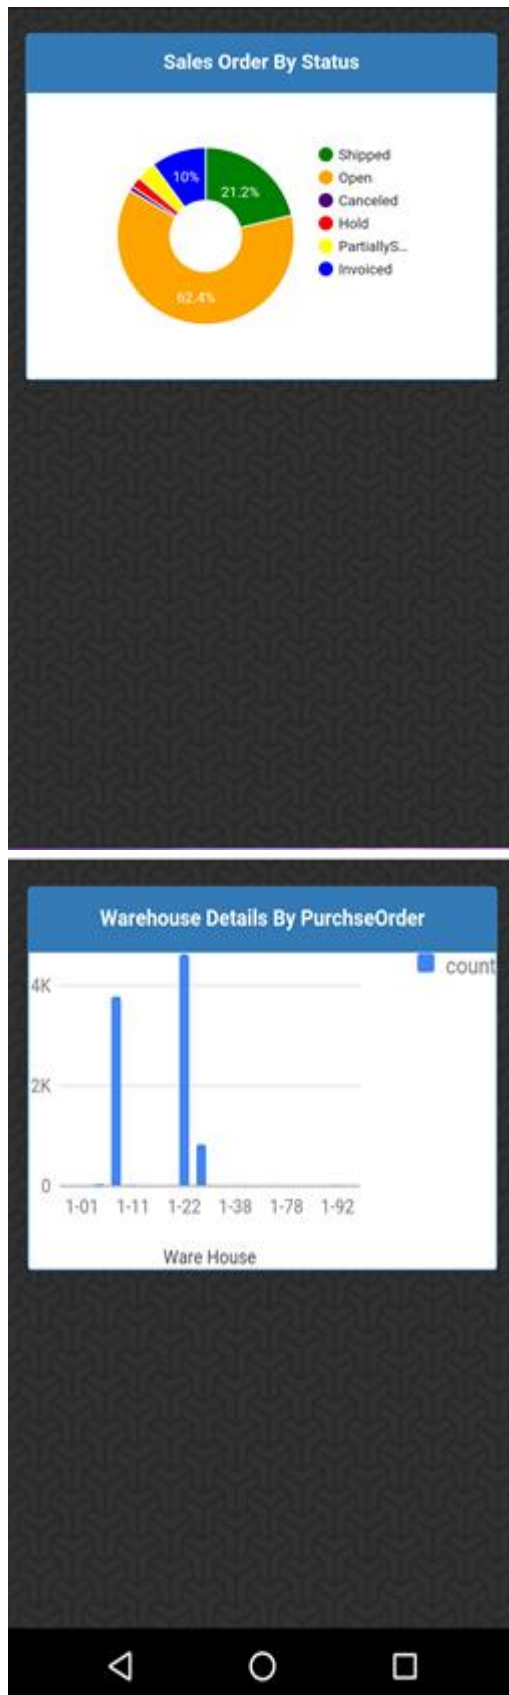 Sales Order By Status
10%
21.2%
62.4%
Shipped
Open
Canceled
Hold
PartiallyS...
Invoiced
Warehouse Details By PurchseOrder
count
4K
2K
0
1-01 1-11 1-22 1-38 1-78 1-92
Ware House